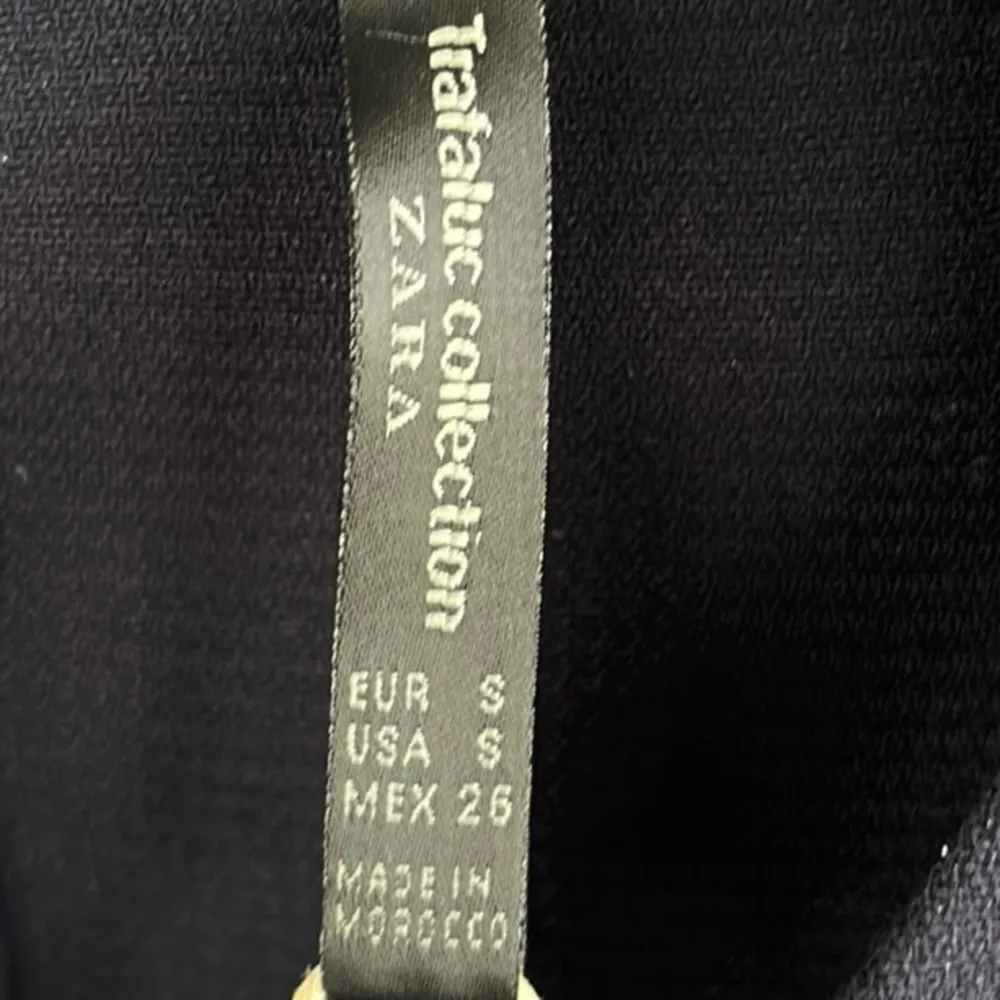 Trafaluc collection
ZARA
EUR S
USA S
MEX 26
MADE IN
MOROCCO